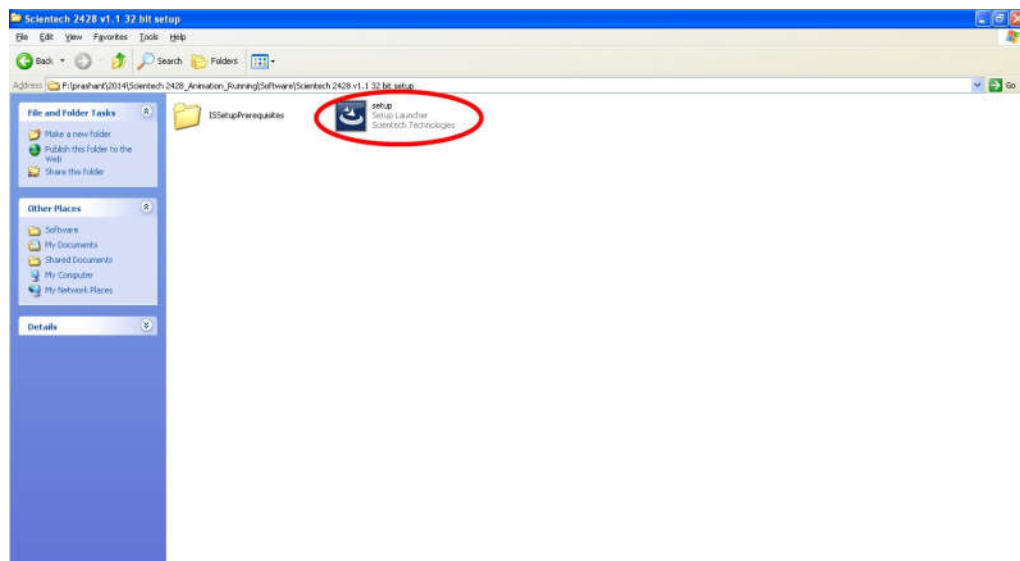 Scientech 2428 v1.1 32 bit setup
File Edit View Favorites Tools Help
Back Search Folders
Address F:\prashant\2014\Scientech 2428_Animation_Running\Software\Scientech 2428 v1.1 32 bit setup Go
File and Folder Tasks
Make a new folder
Publish this folder to the
Web
Share this folder
Other Places
Software
My Documents
Shared Documents
My Computer
My Network Places
Details
ISSetupPrerequisites
setup
Setup Launcher
Scientech Technologies